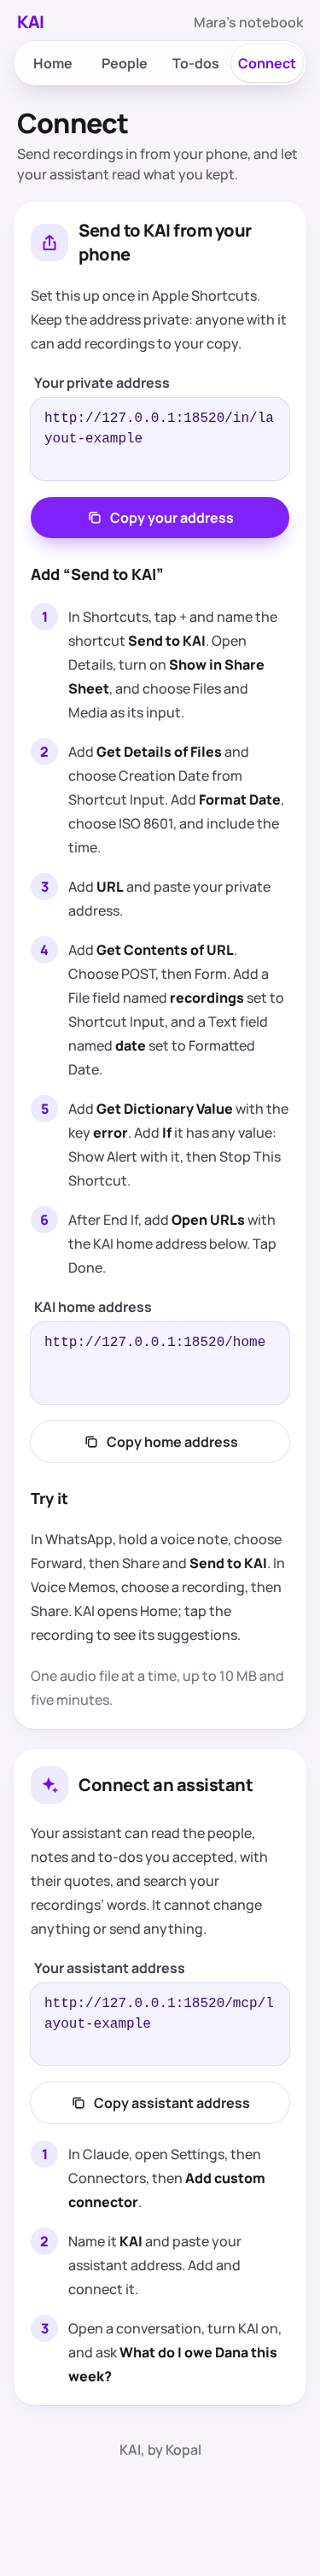 KAI
Mara's notebook
Home
People
To-dos
Connect
Connect
Send recordings in from your phone, and let
your assistant read what you kept.
Send to KAI from your
phone
Set this up once in Apple Shortcuts.
Keep the address private: anyone with it
can add recordings to your copy.
Your private address
http://127.0.0.1:18520/in/la
yout-example
Copy your address
Add “Send to KAI”
1
In Shortcuts, tap + and name the
shortcut Send to KAI. Open
Details, turn on Show in Share
Sheet, and choose Files and
Media as its input.
2
Add Get Details of Files and
choose Creation Date from
Shortcut Input. Add Format Date,
choose ISO 8601, and include the
time.
3
Add URL and paste your private
address.
4
Add Get Contents of URL.
Choose POST, then Form. Add a
File field named recordings set to
Shortcut Input, and a Text field
named date set to Formatted
Date.
5
Add Get Dictionary Value with the
key error. Add If it has any value:
Show Alert with it, then Stop This
Shortcut.
6
After End If, add Open URLs with
the KAI home address below. Tap
Done.
KAI home address
http://127.0.0.1:18520/home
Copy home address
Try it
In WhatsApp, hold a voice note, choose
Forward, then Share and Send to KAI. In
Voice Memos, choose a recording, then
Share. KAI opens Home; tap the
recording to see its suggestions.
One audio file at a time, up to 10 MB and
five minutes.
Connect an assistant
Your assistant can read the people,
notes and to-dos you accepted, with
their quotes, and search your
recordings’ words. It cannot change
anything or send anything.
Your assistant address
http://127.0.0.1:18520/mcp/l
ayout-example
Copy assistant address
1
In Claude, open Settings, then
Connectors, then Add custom
connector.
2
Name it KAI and paste your
assistant address. Add and
connect it.
3
Open a conversation, turn KAI on,
and ask What do I owe Dana this
week?
KAI, by Kopal